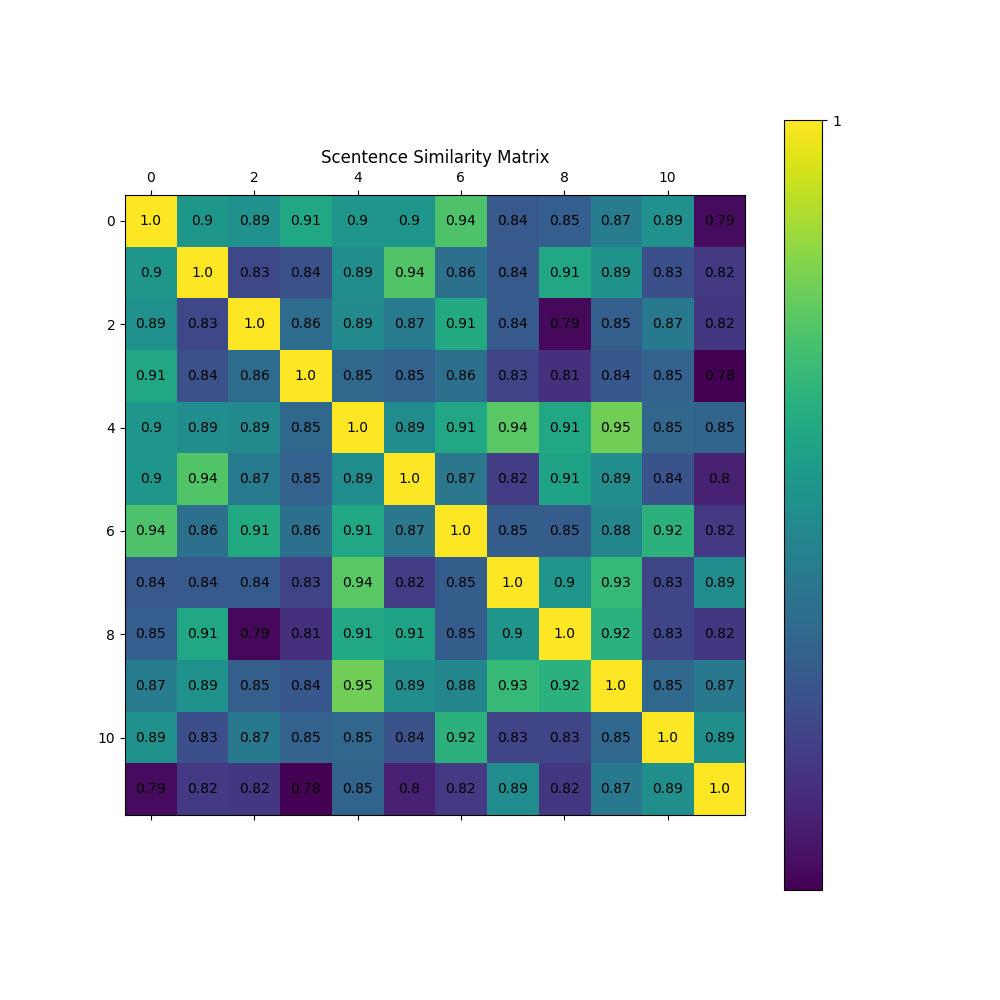 1
Scentence Similarity Matrix
0 2 4 6 8 10
0 1.0 0.9 0.89 0.91 0.9 0.9 0.94 0.84 0.85 0.87 0.89 0.79
0.9 1.0 0.83 0.84 0.89 0.94 0.86 0.84 0.91 0.89 0.83 0.82
2 0.89 0.83 1.0 0.86 0.89 0.87 0.91 0.84 0.79 0.85 0.87 0.82
0.91 0.84 0.86 1.0 0.85 0.85 0.86 0.83 0.81 0.84 0.85 0.78
4 0.9 0.89 0.89 0.85 1.0 0.89 0.91 0.94 0.91 0.95 0.85 0.85
0.9 0.94 0.87 0.85 0.89 1.0 0.87 0.82 0.91 0.89 0.84 0.8
6 0.94 0.86 0.91 0.86 0.91 0.87 1.0 0.85 0.85 0.88 0.92 0.82
0.84 0.84 0.84 0.83 0.94 0.82 0.85 1.0 0.9 0.93 0.83 0.89
8 0.85 0.91 0.79 0.81 0.91 0.91 0.85 0.9 1.0 0.92 0.83 0.82
0.87 0.89 0.85 0.84 0.95 0.89 0.88 0.93 0.92 1.0 0.85 0.87
10 0.89 0.83 0.87 0.85 0.85 0.84 0.92 0.83 0.83 0.85 1.0 0.89
0.79 0.82 0.82 0.78 0.85 0.8 0.82 0.89 0.82 0.87 0.89 1.0